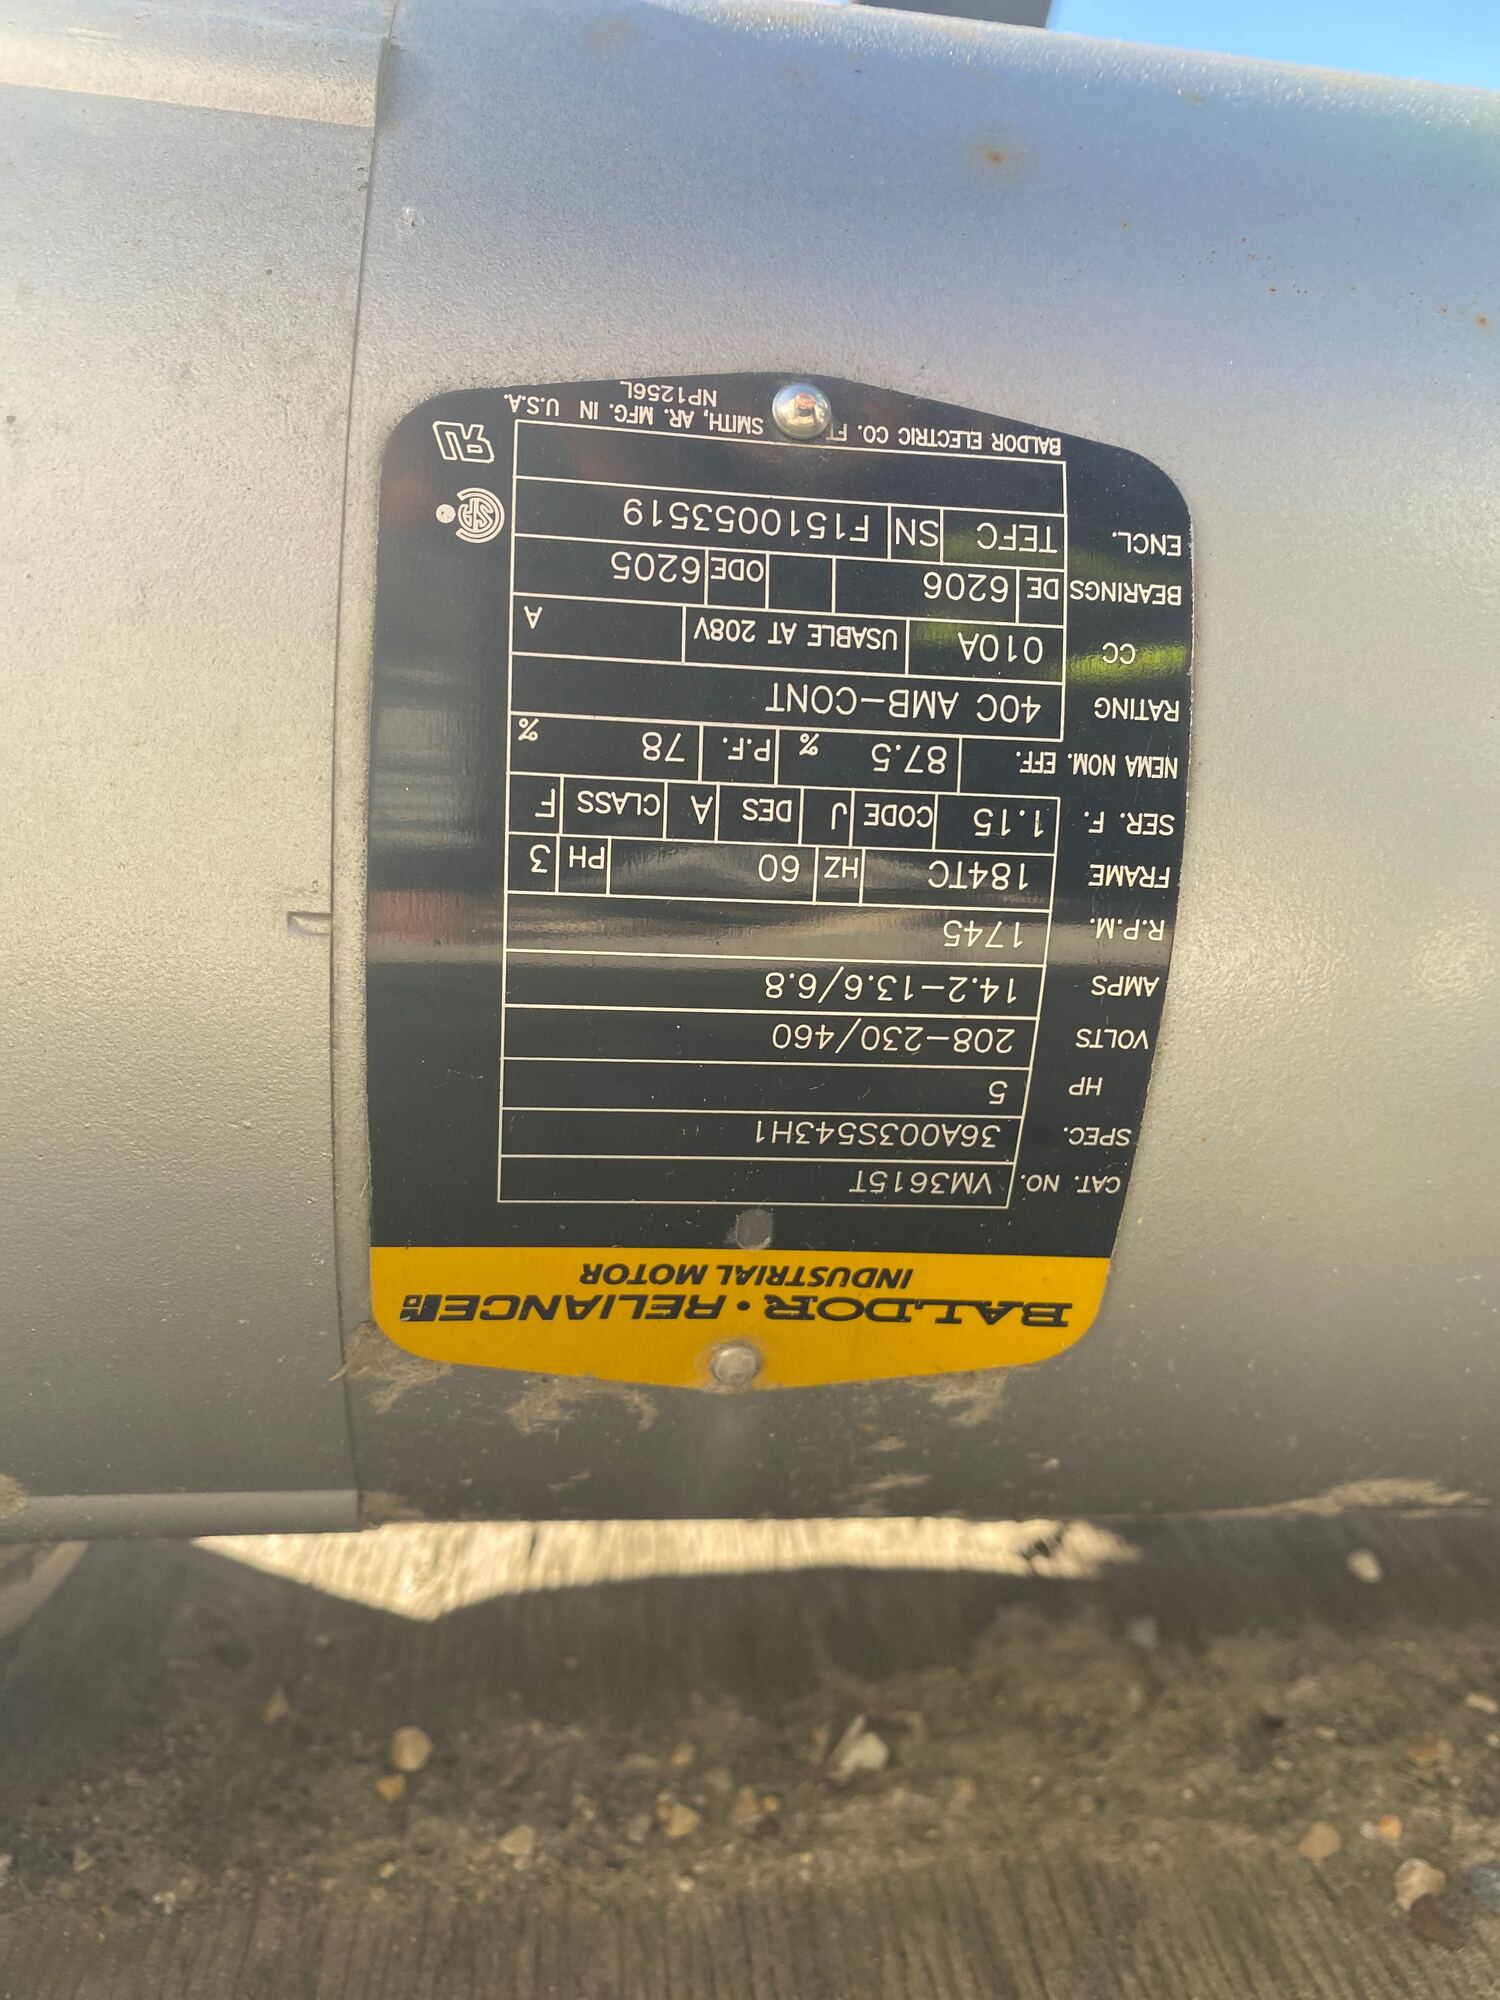 BALDOR • RELIANCE
INDUSTRIAL MOTOR
CAT. NO. VM3615T
SPEC. 36A003S543H1
HP 5
VOLTS 208-230/460
AMPS 14.2-13.6/6.8
R.P.M. 1745
FRAME 184TC HZ 60 PH 3
SER. F. 1.15 CODE J DES A CLASS F
NEMA NOM. EFF. 87.5 % P.F. 78 %
RATING 40C AMB-CONT
CC 010A USABLE AT 208V A
BEARINGS DE 6206 ODE 6205
ENCL. TEFC SN F1510053519
BALDOR ELECTRIC CO. FT. SMITH, AR. MFG. IN U.S.A.
NP1256L